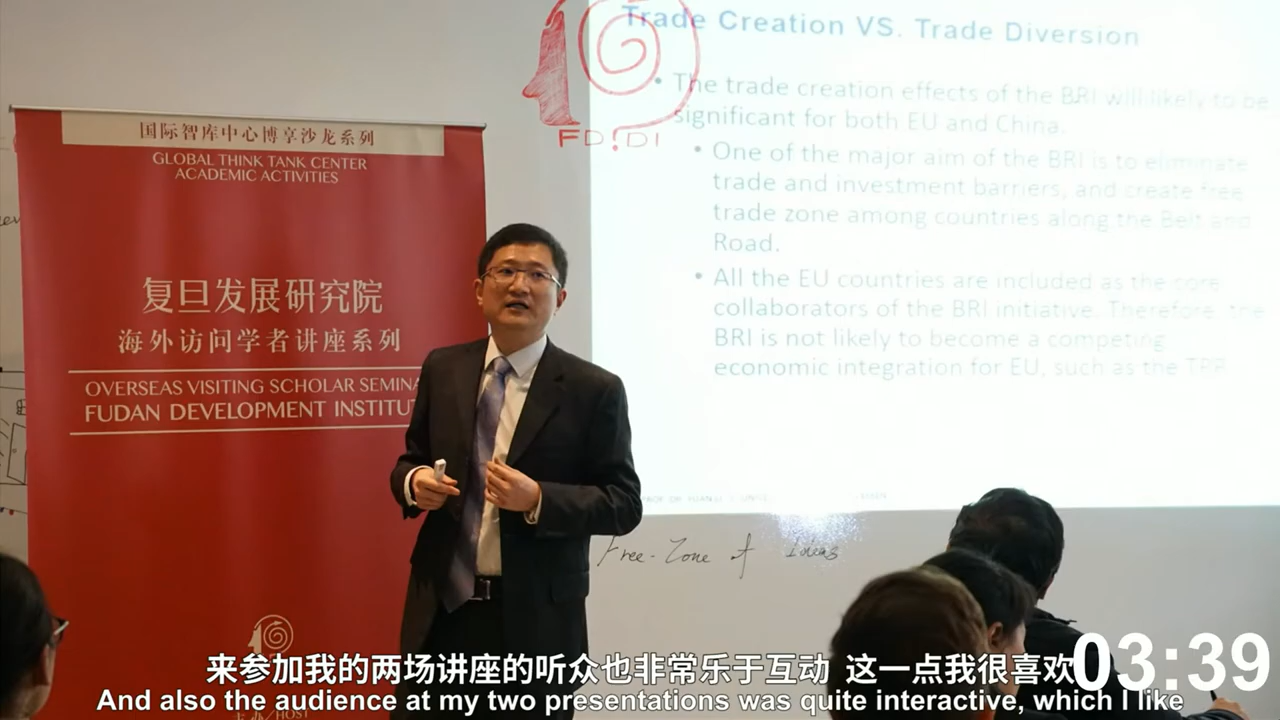 国际智库中心博享沙龙系列
GLOBAL THINK TANK CENTER
ACADEMIC ACTIVITIES
复旦发展研究院
海外访问学者讲座系列
OVERSEAS VISITING SCHOLAR SEMINA
FUDAN DEVELOPMENT INSTITUT
主办/HOST
FDDI
Trade Creation VS. Trade Diversion
• The trade creation effects of the BRI will likely to be
significant for both EU and China.
• One of the major aim of the BRI is to eliminate
trade and investment barriers, and create free
trade zone among countries along the Belt and
Road.
• All the EU countries are included as the core
collaborators of the BRI initiative. Therefore, the
BRI is not likely to become a competing
economic integration for EU, such as the TPP.
Free-Zone of Ideas
来参加我的两场讲座的听众也非常乐于互动 这一点我很喜欢
And also the audience at my two presentations was quite interactive, which I like
03:39